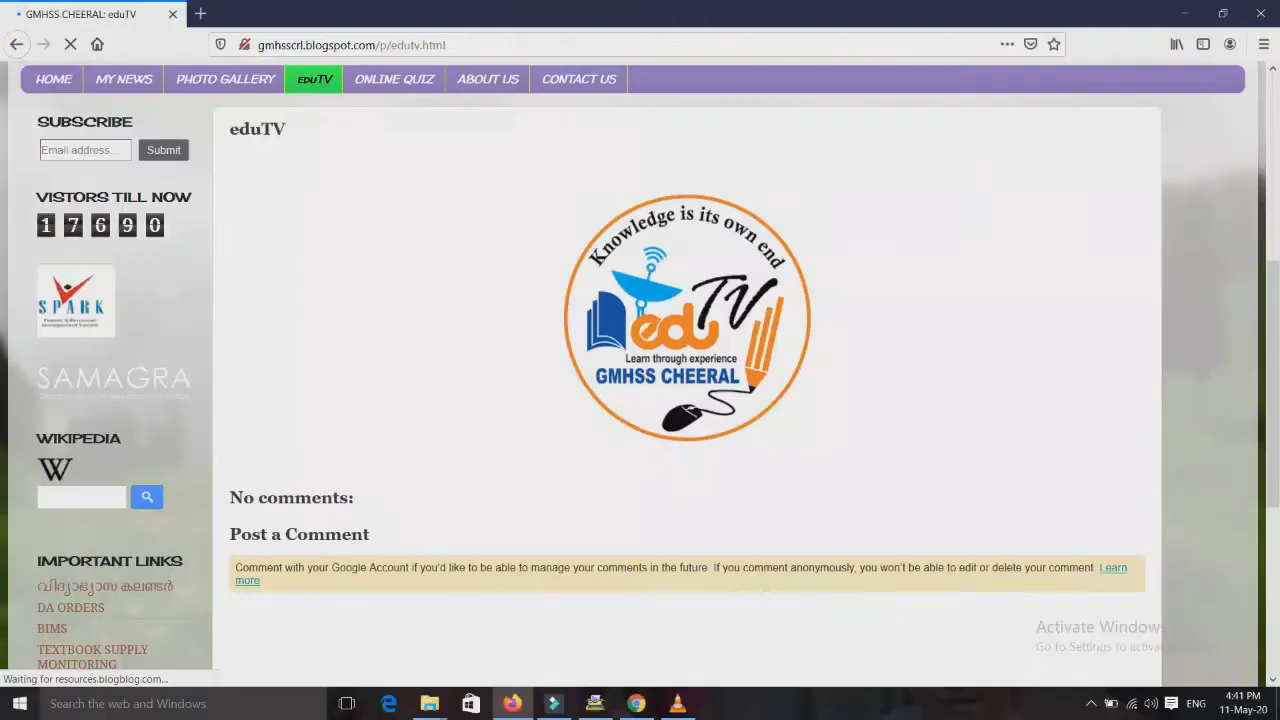 GMHSS CHEERAL: eduTV
gmhsscrl.blogspot.com/p/edutv.html
HOME MY NEWS PHOTO GALLERY EDUTV ONLINE QUIZ ABOUT US CONTACT US
SUBSCRIBE
Email address...
Submit
VISTORS TILL NOW
1 7 6 9 0
SPARK
SAMAGRA
WIKIPEDIA
W
IMPORTANT LINKS
വിദ്യാഭ്യാസ കലണ്ടർ
DA ORDERS
BIMS
TEXTBOOK SUPPLY
MONITORING
eduTV
Knowledge is its own end
edu TV
Learn through experience
GMHSS CHEERAL
No comments:
Post a Comment
Comment with your Google Account if you'd like to be able to manage your comments in the future. If you comment anonymously, you won't be able to edit or delete your comment. Learn
more
Activate Windows
Go to Settings to activate
Waiting for resources.blogblog.com...
Search the web and Windows
ENG
4:41 PM
11-May-20